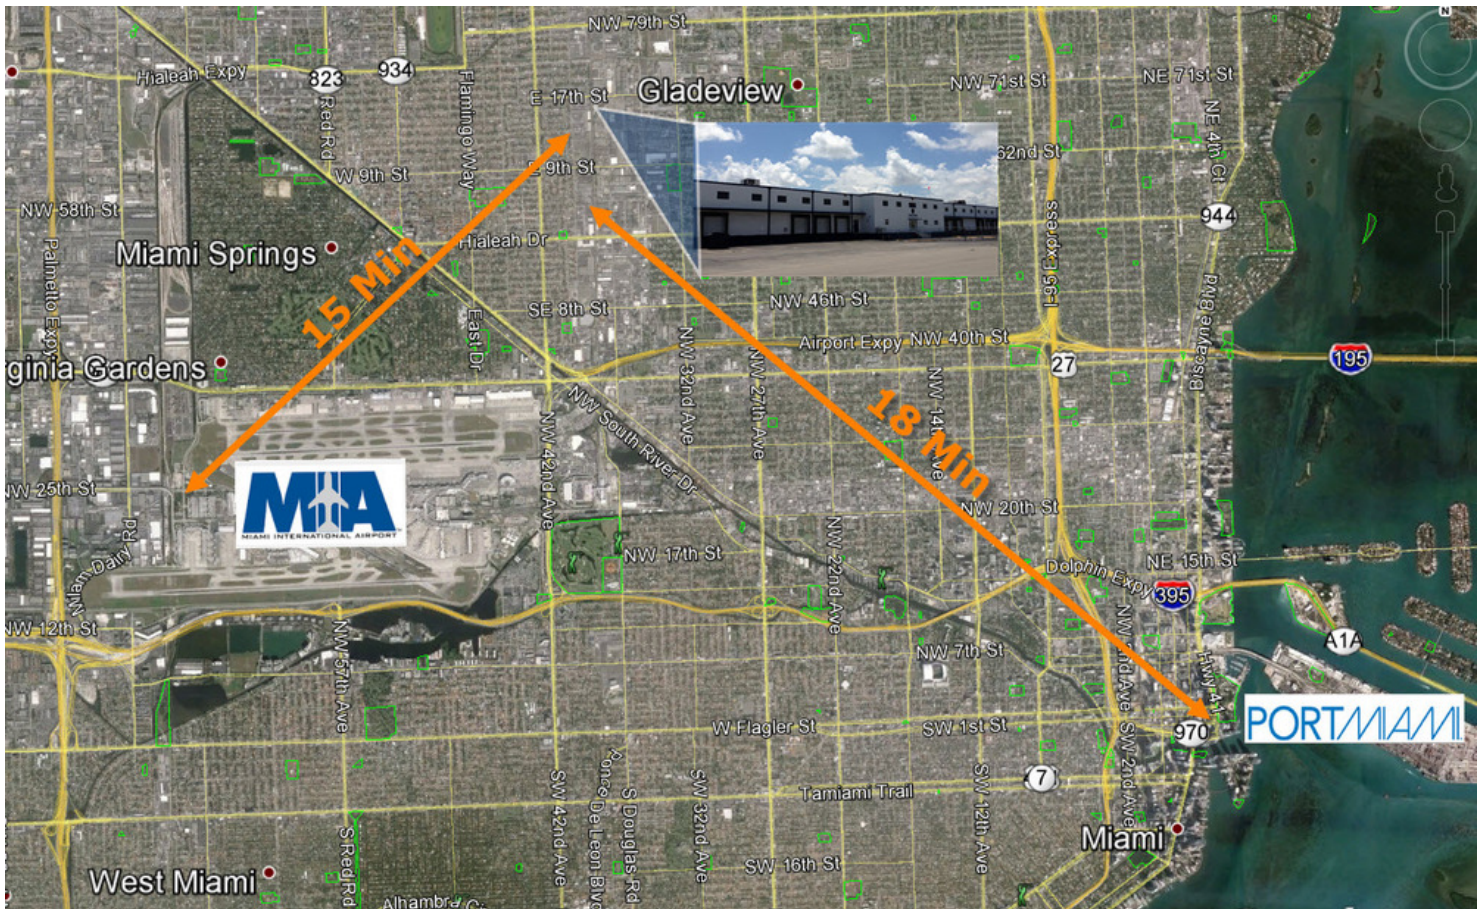 N
NW 79th St
Hialeah Expy
823
934
Flamingo Way
Red Rd
E 17th St
Gladeview
NW 71st St
NE 71st St
NE 4th Ct
62nd St
W 9th St
E 9th St
NW 58th St
944
Miami Springs
Hialeah Dr
15 Min
Palmetto Expy
I-95 Express
Biscayne Blvd
SE 8th St
NW 46th St
East Dr
Airport Expy
NW 40th St
195
27
ginia Gardens
NW 32nd Ave
NW 27th Ave
NW 14th Ave
18 Min
NW South River Dr
NW 42nd Ave
NW 25th St
MIA
MIAMI INTERNATIONAL AIRPORT
NW 20th St
NW 17th St
NW 22nd Ave
NE 15th St
Dolphin Expy
395
Milam Dairy Rd
NW 12th St
NW 57th Ave
NW 7th St
A1A
Hwy 41
PORTMIAMI
W Flagler St
SW 1st St
970
NW 2nd Ave
SW 2nd Ave
7
Tamiami Trail
SW 42nd Ave
Ponce De Leon Blvd
S Douglas Rd
SW 32nd Ave
SW 12th Ave
Miami
S Red Rd
SW 16th St
West Miami
Alhambra